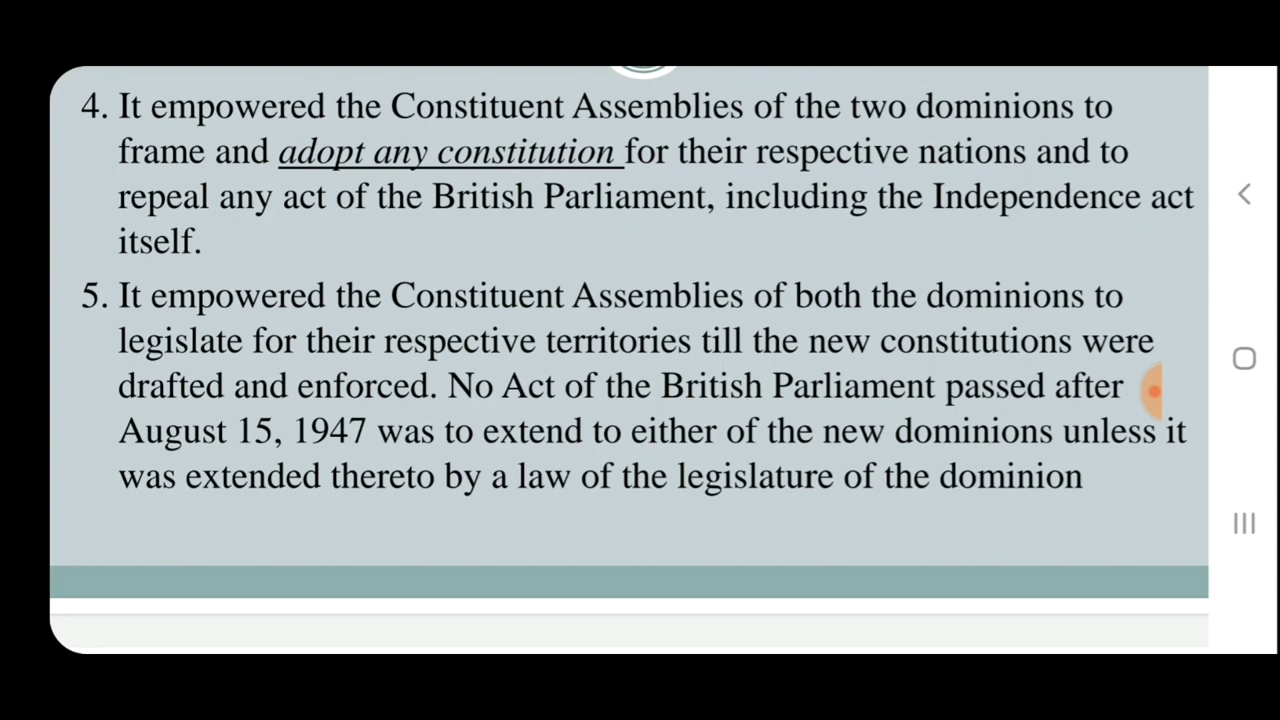 4. It empowered the Constituent Assemblies of the two dominions to
frame and adopt any constitution for their respective nations and to
repeal any act of the British Parliament, including the Independence act
itself.
5. It empowered the Constituent Assemblies of both the dominions to
legislate for their respective territories till the new constitutions were
drafted and enforced. No Act of the British Parliament passed after
August 15, 1947 was to extend to either of the new dominions unless it
was extended thereto by a law of the legislature of the dominion